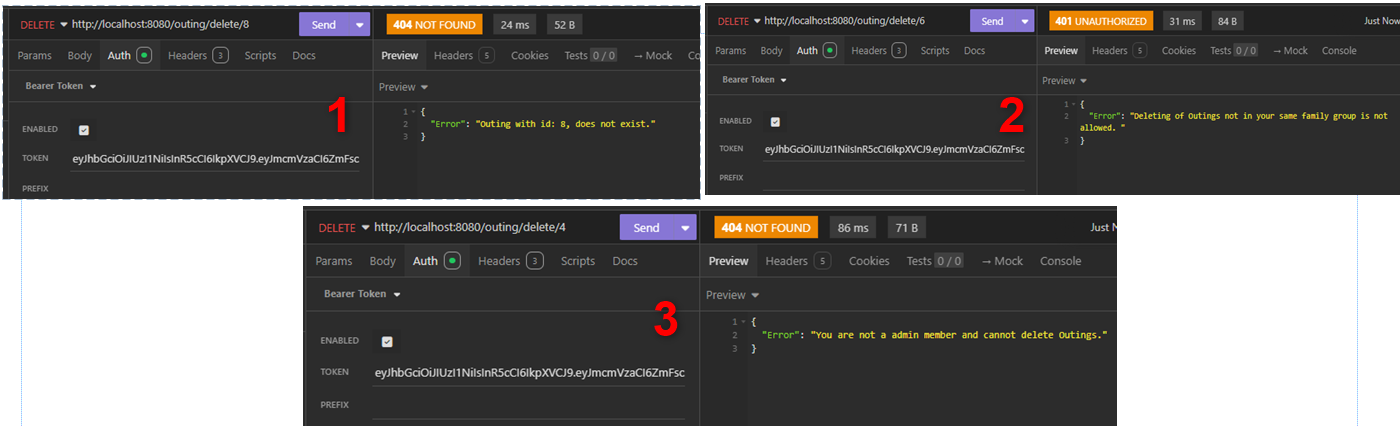 DELETE http://localhost:8080/outing/delete/8 Send 404 NOT FOUND 24 ms 52 B
Params Body Auth Headers 3 Scripts Docs Preview Headers 5 Cookies Tests 0 / 0 → Mock Co
Bearer Token Preview
1 {
ENABLED 2 "Error": "Outing with id: 8, does not exist."
3 }
TOKEN eyJhbGciOiJIUzI1NiIsInR5cCI6IkpXVCJ9.eyJmcmVzaCI6ZmFsc
PREFIX
1
DELETE http://localhost:8080/outing/delete/6 Send 401 UNAUTHORIZED 31 ms 84 B Just Now
Params Body Auth Headers 3 Scripts Docs Preview Headers 5 Cookies Tests 0 / 0 → Mock Console
Bearer Token Preview
1 {
2 "Error": "Deleting of Outings not in your same family group is not
ENABLED allowed. "
3 }
TOKEN eyJhbGciOiJIUzI1NiIsInR5cCI6IkpXVCJ9.eyJmcmVzaCI6ZmFsc
PREFIX
2
DELETE http://localhost:8080/outing/delete/4 Send 404 NOT FOUND 86 ms 71 B Just N
Params Body Auth Headers 3 Scripts Docs Preview Headers 5 Cookies Tests 0 / 0 → Mock Console
Bearer Token Preview
1 {
2 "Error": "You are not a admin member and cannot delete Outings."
ENABLED 3 }
TOKEN eyJhbGciOiJIUzI1NiIsInR5cCI6IkpXVCJ9.eyJmcmVzaCI6ZmFsc
PREFIX
3